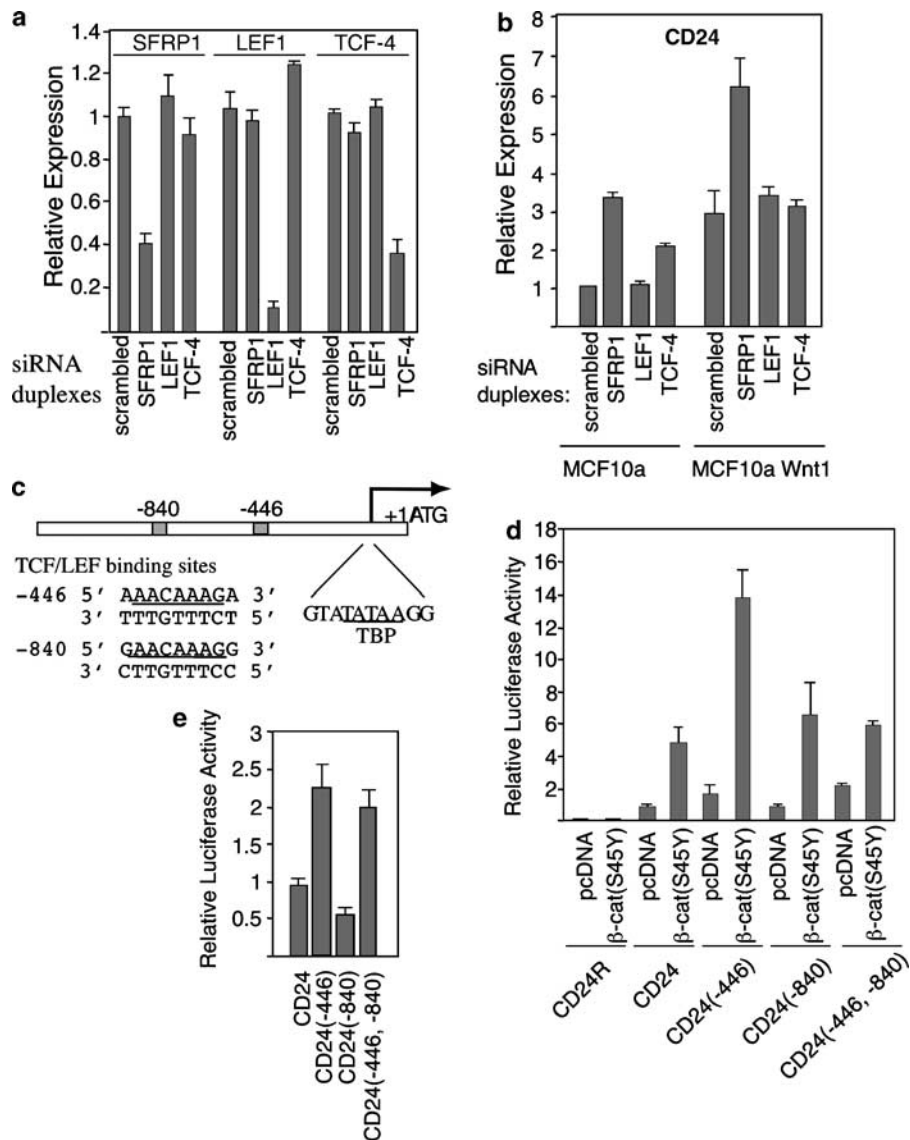 a
SFRP1 LEF1 TCF-4
Relative Expression
1.4
1.2
1
0.8
0.6
0.4
0.2
siRNA
duplexes
scrambled
SFRP1
LEF1
TCF-4
scrambled
SFRP1
LEF1
TCF-4
scrambled
SFRP1
LEF1
TCF-4
b
CD24
Relative Expression
8
7
6
5
4
3
2
1
siRNA
duplexes:
scrambled
SFRP1
LEF1
TCF-4
scrambled
SFRP1
LEF1
TCF-4
MCF10a MCF10a Wnt1
c
-840 -446
+1ATG
TCF/LEF binding sites
-446 5' AAACAAAGA 3'
3' TTTGTTTCT 5'
-840 5' GAACAAAGG 3'
3' CTTGTTTCC 5'
GTATATAAGG
TBP
d
Relative Luciferase Activity
18
16
14
12
10
8
6
4
2
pcDNA
β-cat(S45Y)
pcDNA
β-cat(S45Y)
pcDNA
β-cat(S45Y)
pcDNA
β-cat(S45Y)
pcDNA
β-cat(S45Y)
CD24R
CD24
CD24(-446)
CD24(-840)
CD24(-446, -840)
e
Relative Luciferase Activity
3
2.5
2
1.5
1
0.5
CD24
CD24(-446)
CD24(-840)
CD24(-446, -840)